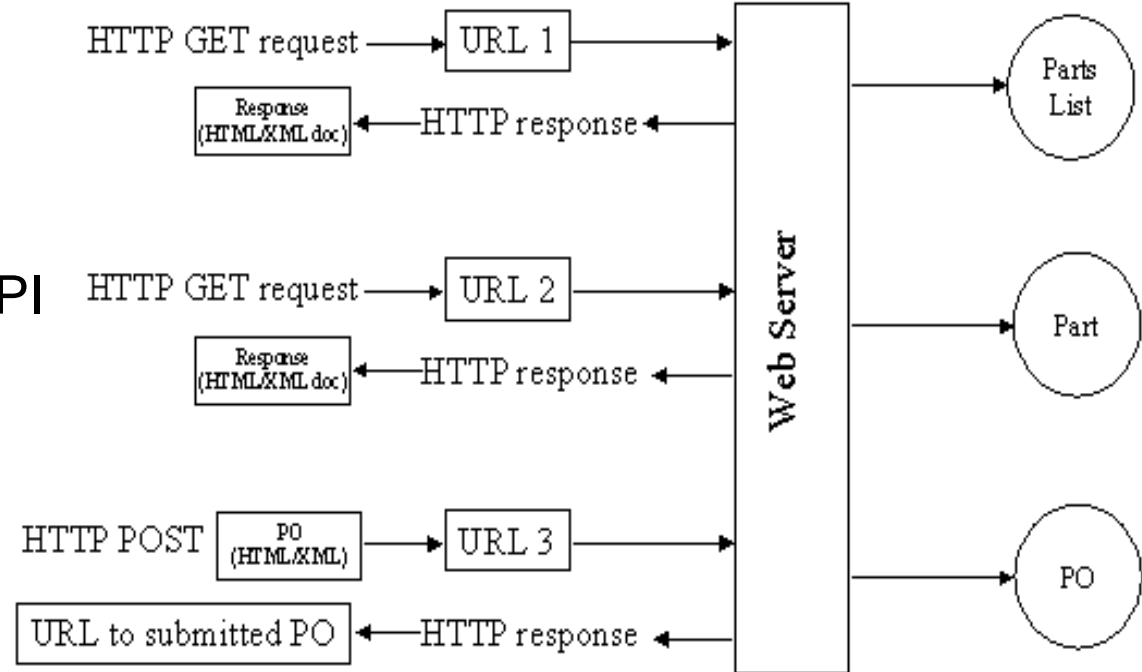 HTTP GET request
URL 1
Response
(HTML/XML doc)
HTTP response
Parts
List
PI
HTTP GET request
URL 2
Response
(HTML/XML doc)
HTTP response
Web Server
Part
HTTP POST
PO
(HTML/XML)
URL 3
URL to submitted PO
HTTP response
PO